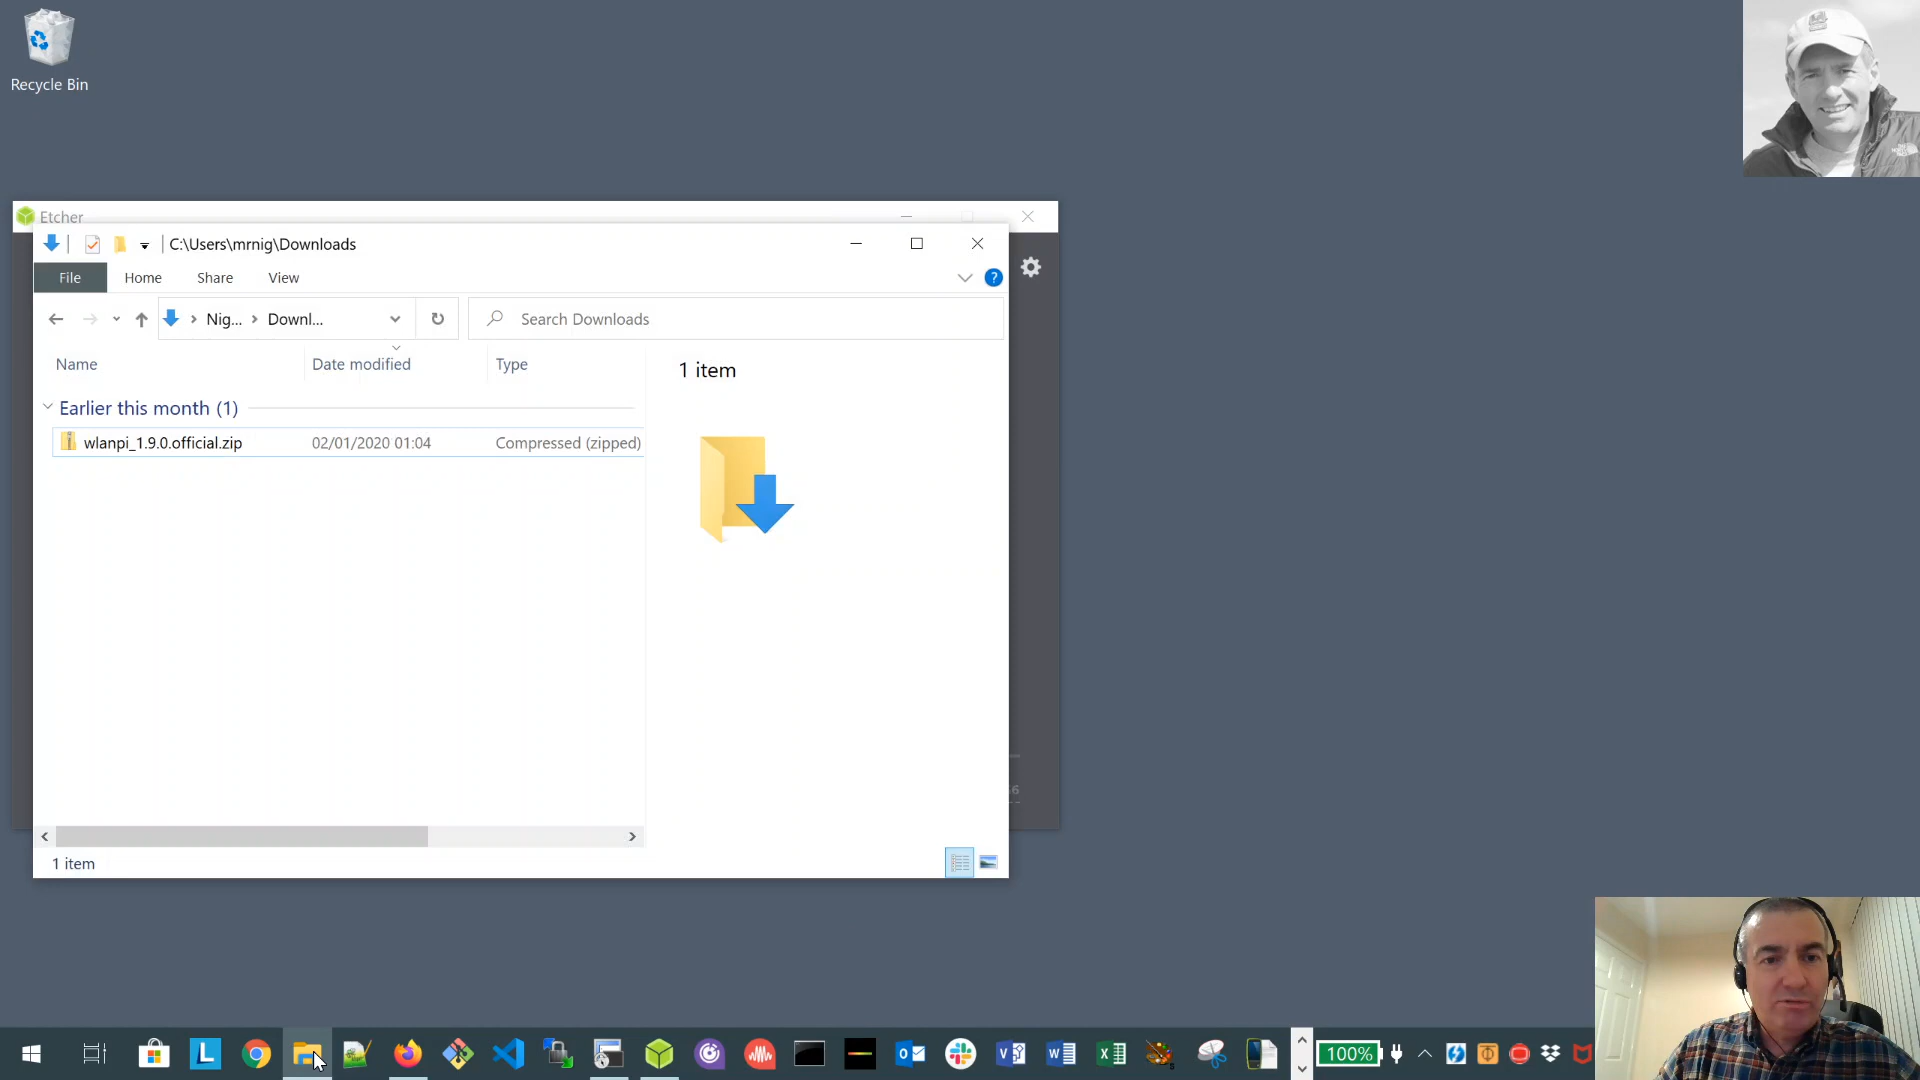 Recycle Bin
Etcher
C:\Users\mrnig\Downloads
File Home Share View
Nig... Downl...
Search Downloads
Name Date modified Type
1 item
Earlier this month (1)
wlanpi_1.9.0.official.zip 02/01/2020 01:04 Compressed (zipped)
1 item
100%